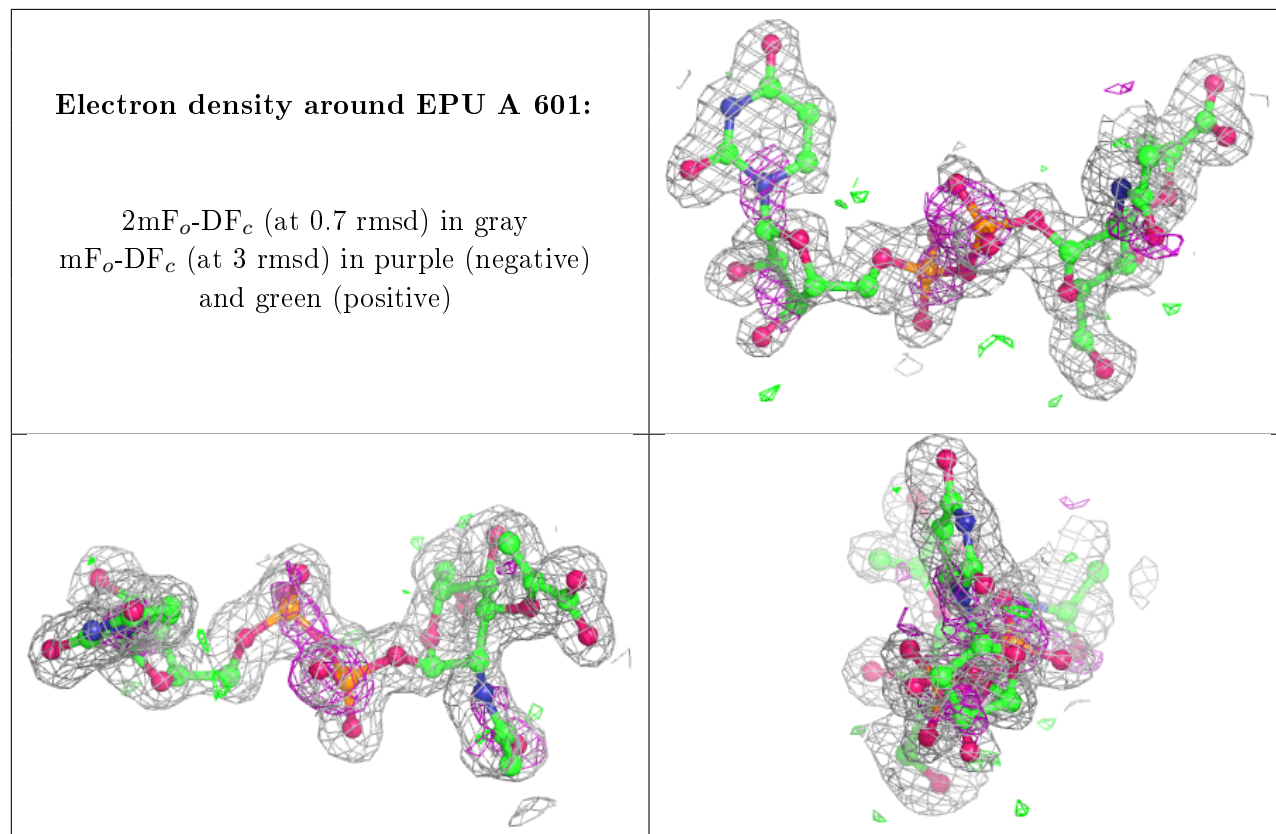 Electron density around EPU A 601:
2mFₒ-DF𝒸 (at 0.7 rmsd) in gray
mFₒ-DF𝒸 (at 3 rmsd) in purple (negative)
and green (positive)